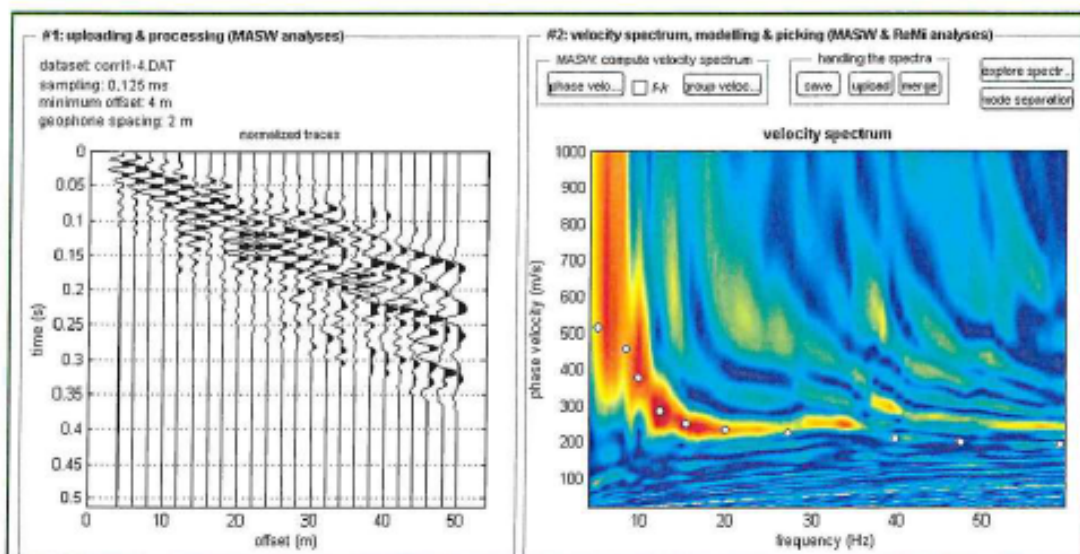 #1: uploading & processing (MASW analyses)
dataset: corri1-4.DAT
sampling: 0.125 ms
minimum offset: 4 m
geophone spacing: 2 m
normalized traces
0
0.05
0.1
0.15
0.2
0.25
0.3
0.35
0.4
0.45
0.5
time (s)
0 10 20 30 40 50
offset (m)
#2: velocity spectrum, modelling & picking (MASW & ReMi analyses)
MASW: compute velocity spectrum
phase velo... f-k group veloc...
handling the spectra
save upload merge
explore spectr...
mode separation
velocity spectrum
1000
900
800
700
600
500
400
300
200
100
phase velocity (m/s)
10 20 30 40 50
frequency (Hz)